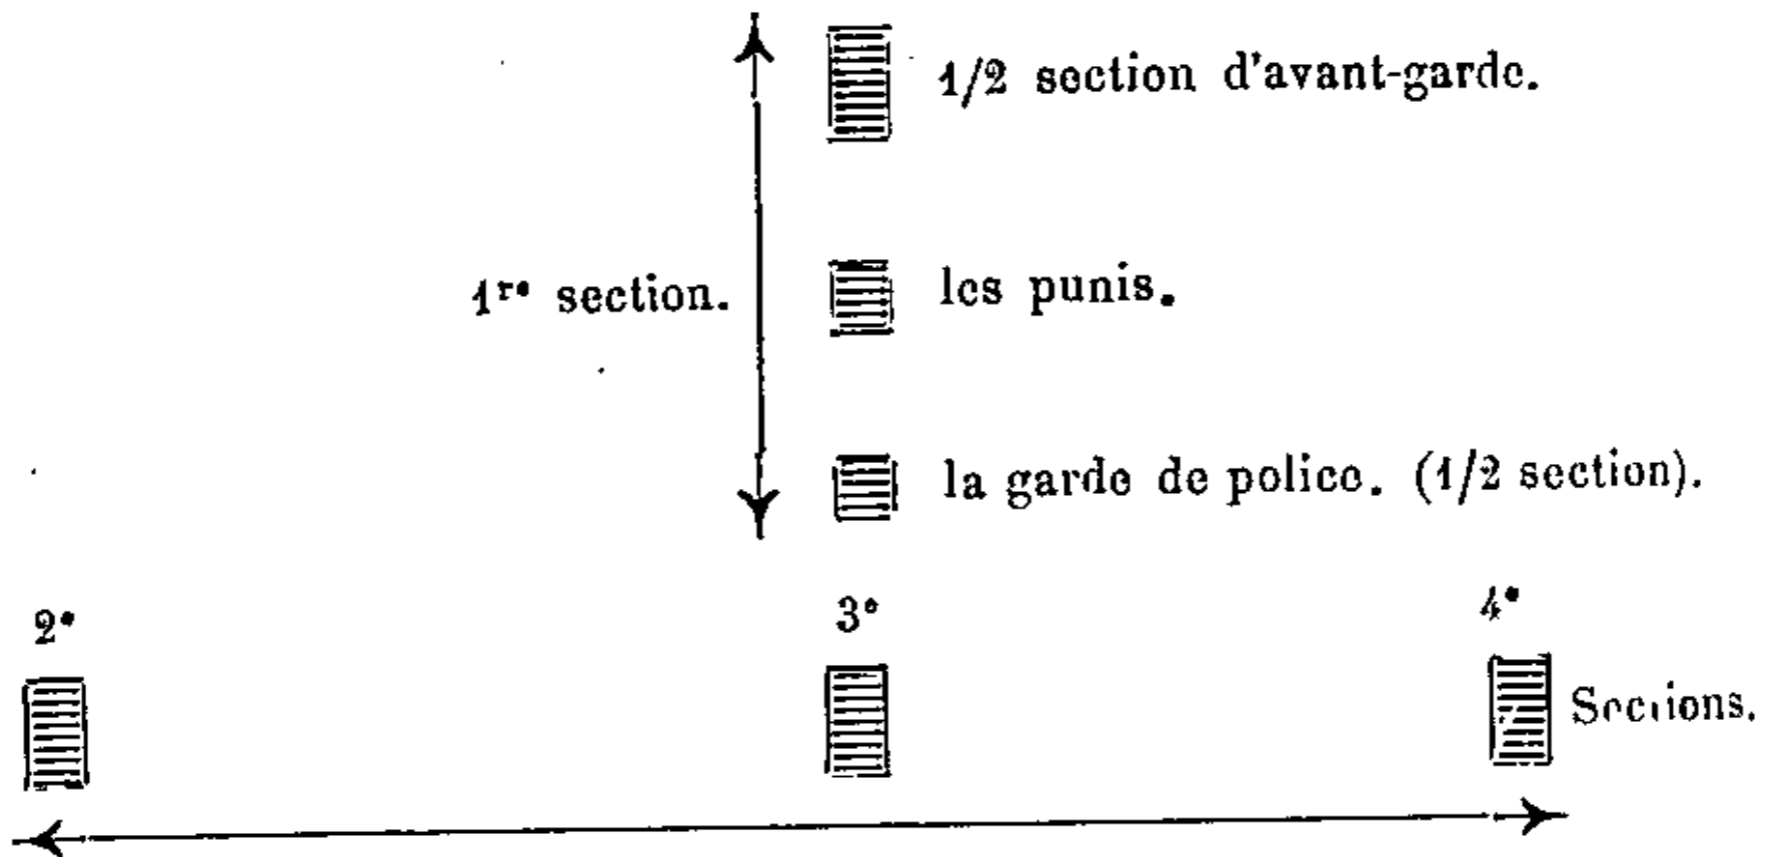 1/2 section d'avant-garde.
1re section.
les punis.
la garde de police. (1/2 section).
2e 3e 4e
Sections.